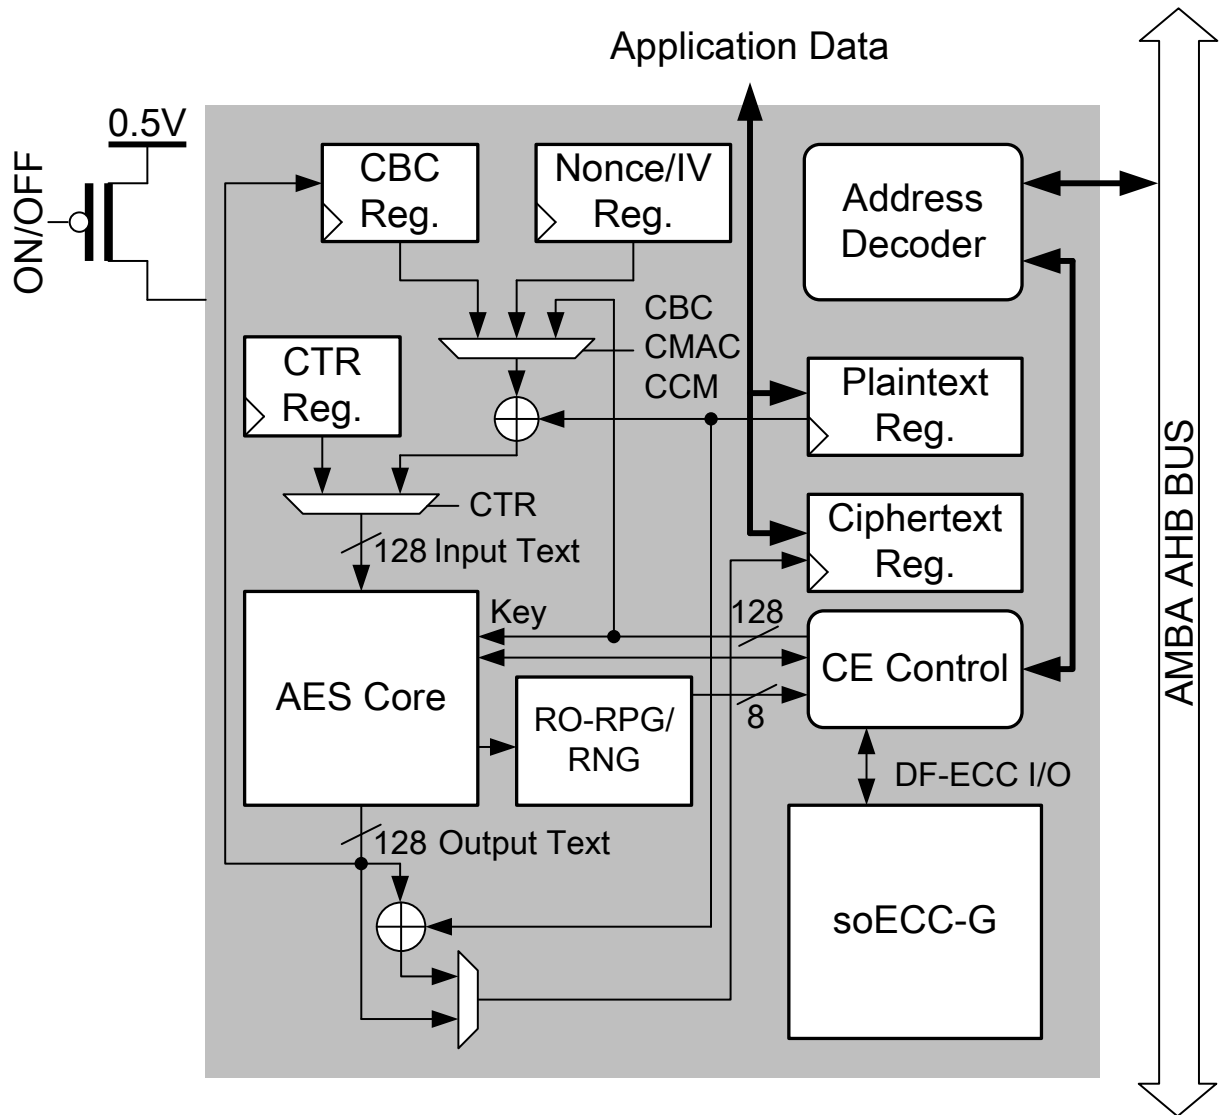 Application Data
0.5V
ON/OFF
CBC
Reg.
Nonce/IV
Reg.
Address
Decoder
CBC
CMAC
CCM
CTR
Reg.
Plaintext
Reg.
CTR
Ciphertext
Reg.
128 Input Text
Key
128
CE Control
AES Core
RO-RPG/
RNG
8
DF-ECC I/O
128 Output Text
soECC-G
AMBA AHB BUS